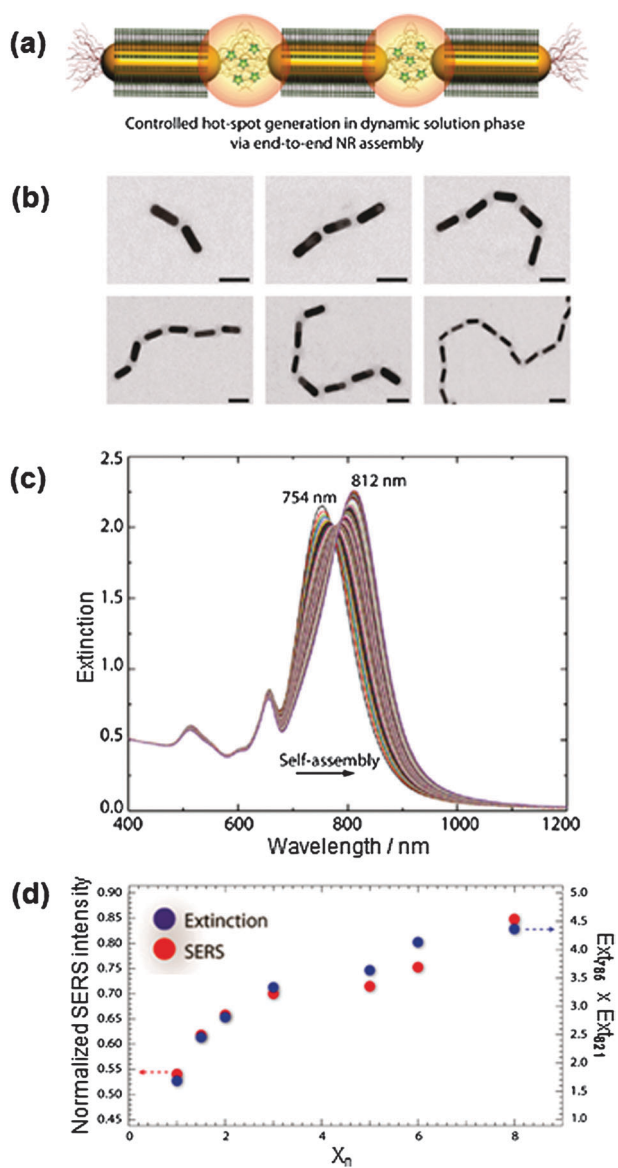 (a)
Controlled hot-spot generation in dynamic solution phase
via end-to-end NR assembly
(b)
(c)
2.5
2.0
1.5
1.0
0.5
0.0
Extinction
754 nm
812 nm
Self-assembly
400
600
800
1000
1200
Wavelength / nm
(d)
Normalized SERS intensity
0.90
0.85
0.80
0.75
0.70
0.65
0.60
0.55
0.50
0.45
Extinction
SERS
5.0
4.5
4.0
3.5
3.0
2.5
2.0
1.5
1.0
Ext786 x Ext821
0
2
4
6
8
Xn